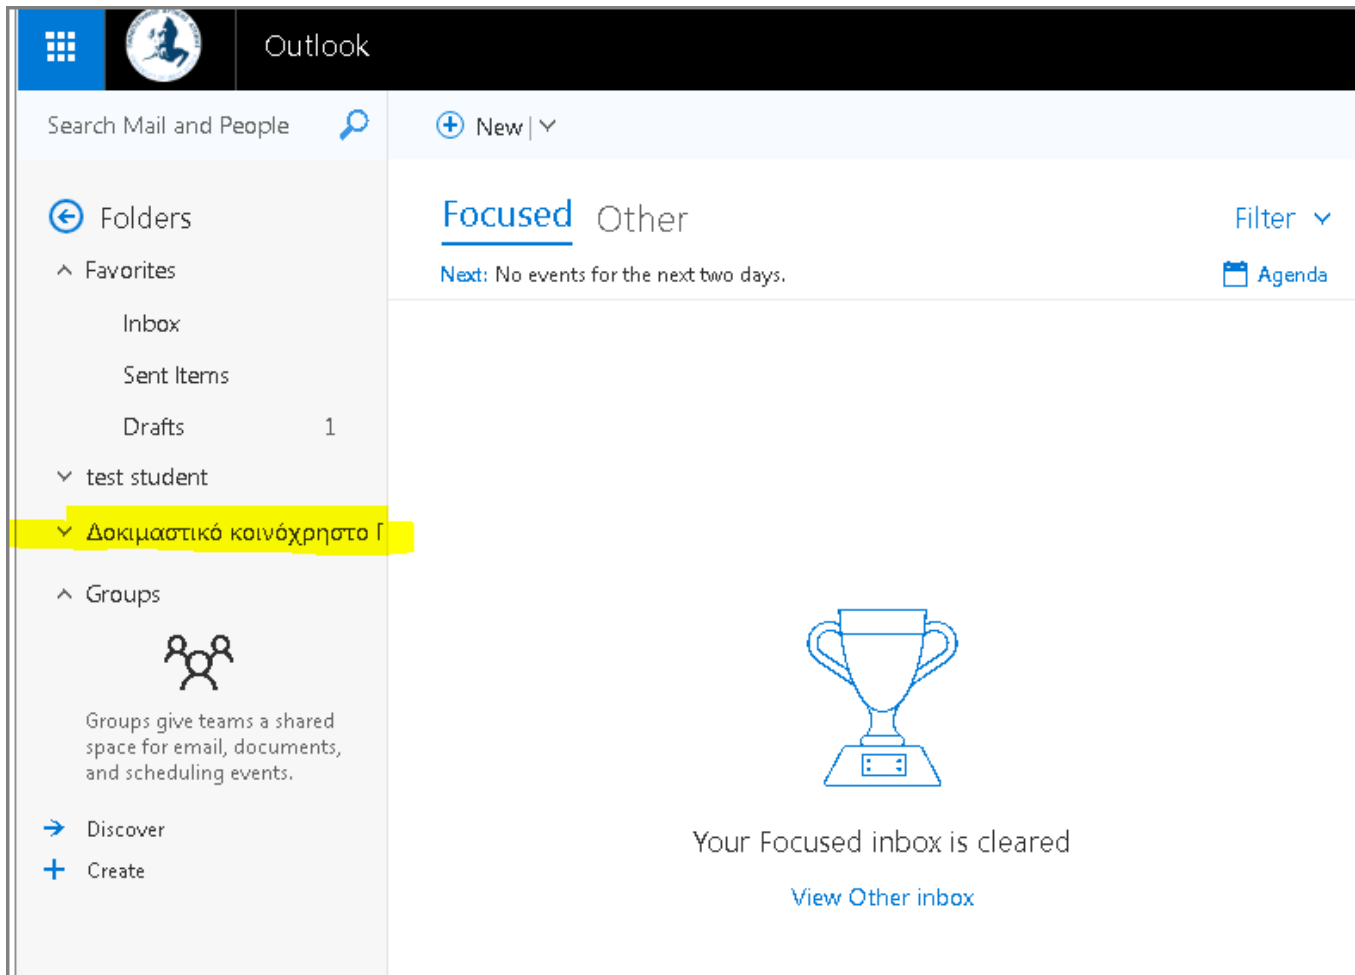 Outlook
Search Mail and People
New
Folders
Focused Other
Filter
Favorites
Next: No events for the next two days.
Agenda
Inbox
Sent Items
Drafts 1
test student
Δοκιμαστικό κοινόχρηστο
Groups
Groups give teams a shared
space for email, documents,
and scheduling events.
Discover
Create
Your Focused inbox is cleared
View Other inbox